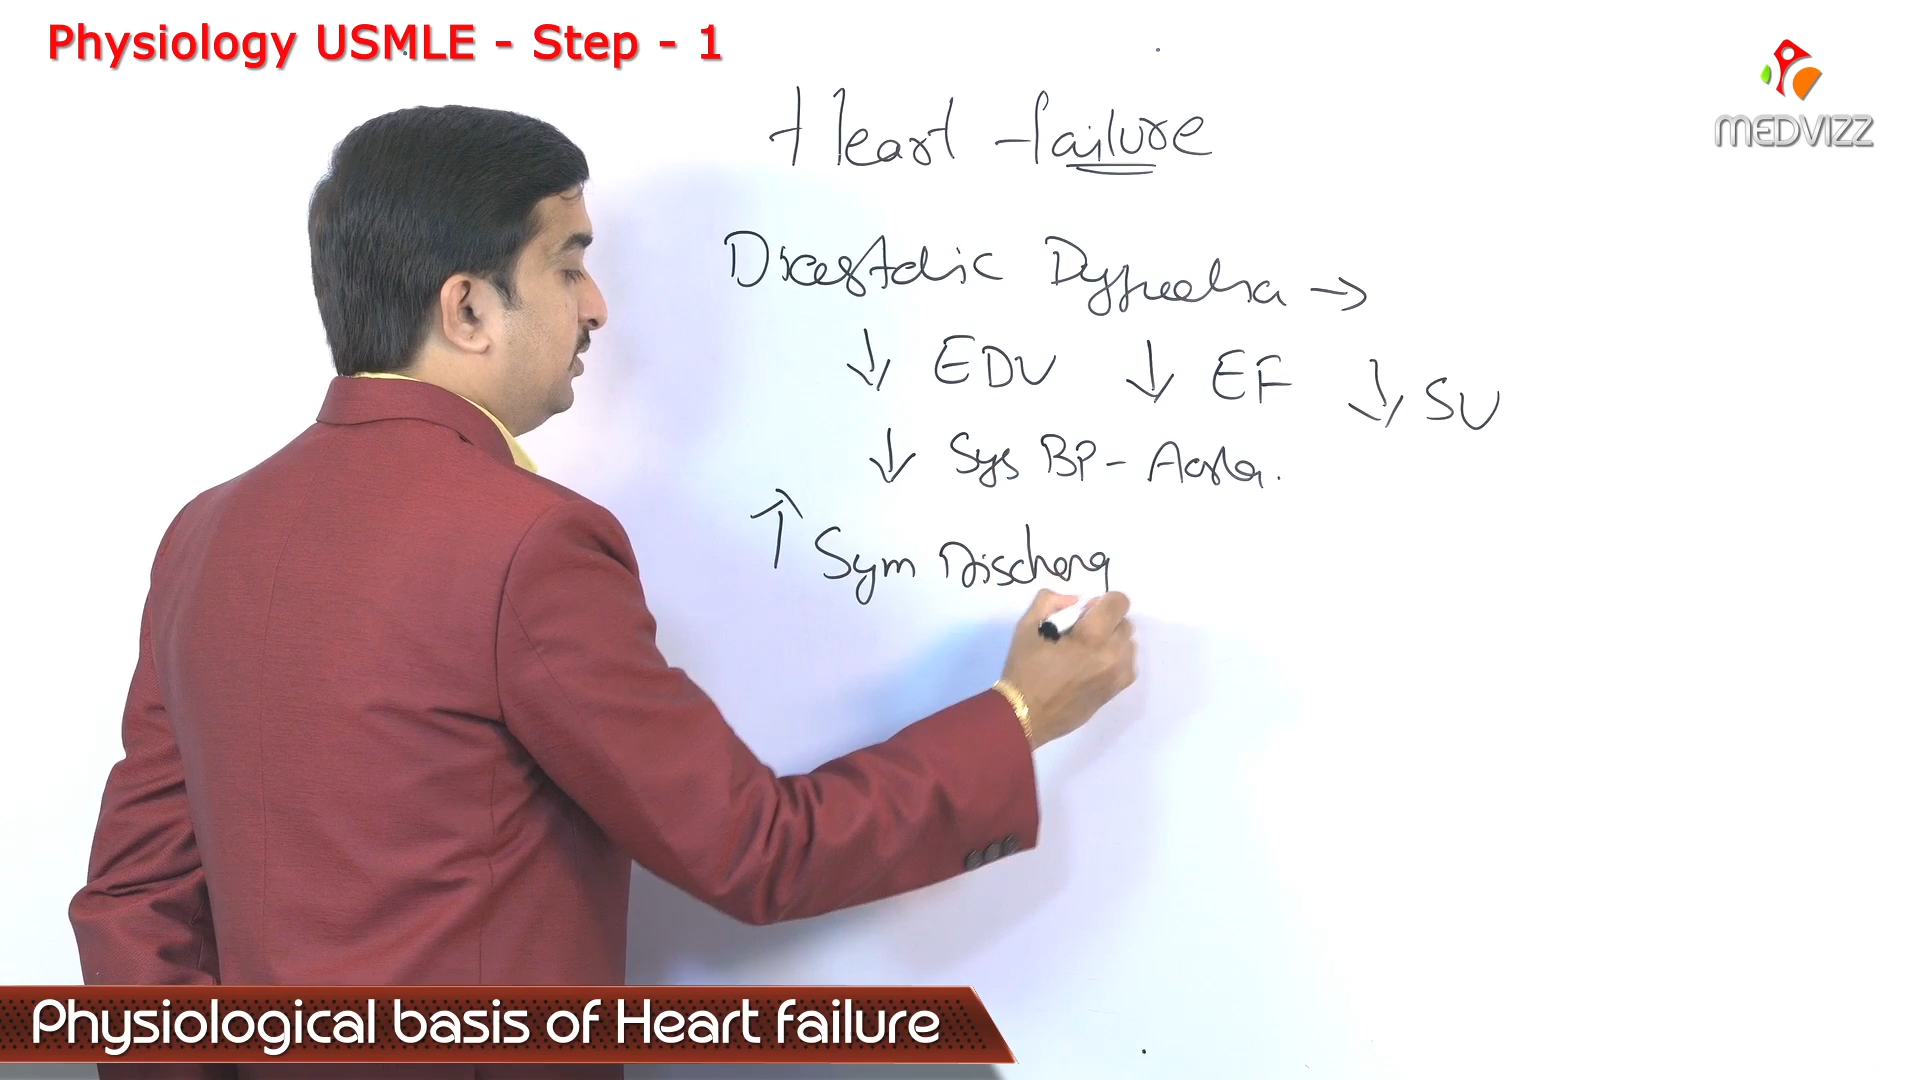 Physiology USMLE - Step - 1
MEDVIZZ
Heart failure
Diastolic Dysfunction →
↓ EDV ↓ EF ↓ SV
↓ Sys BP - Aorta.
↑ Sym Discharg
Physiological basis of Heart failure